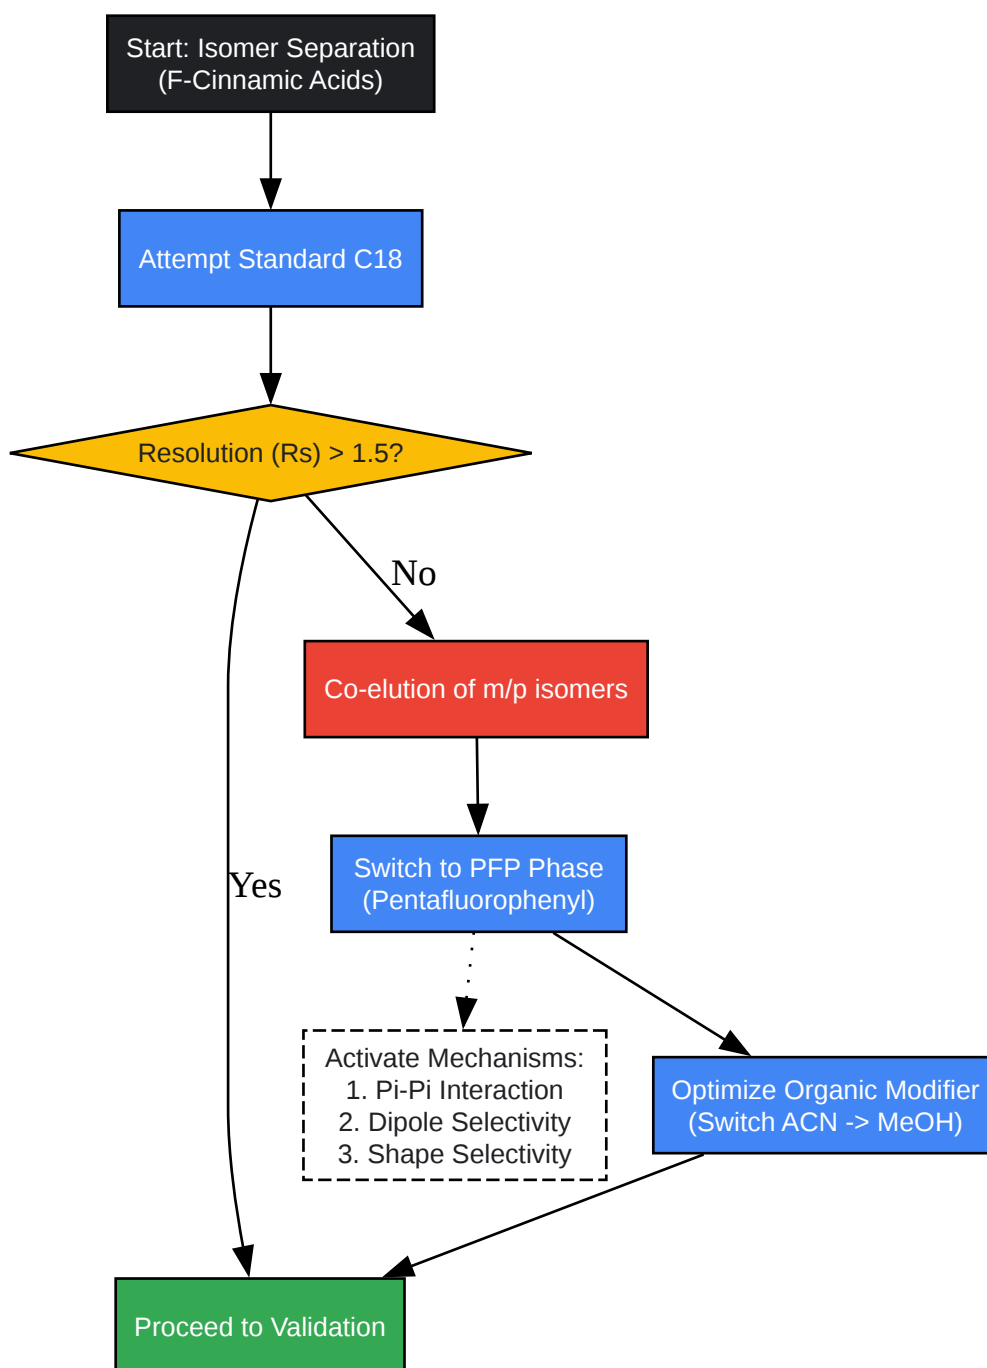 Start: Isomer Separation
(F-Cinnamic Acids)
Attempt Standard C18
Resolution (Rs) > 1.5?
No
Co-elution of m/p isomers
Switch to PFP Phase
(Pentafluorophenyl)
Yes
Activate Mechanisms:
1. Pi-Pi Interaction
2. Dipole Selectivity
3. Shape Selectivity
Optimize Organic Modifier
(Switch ACN -> MeOH)
Proceed to Validation